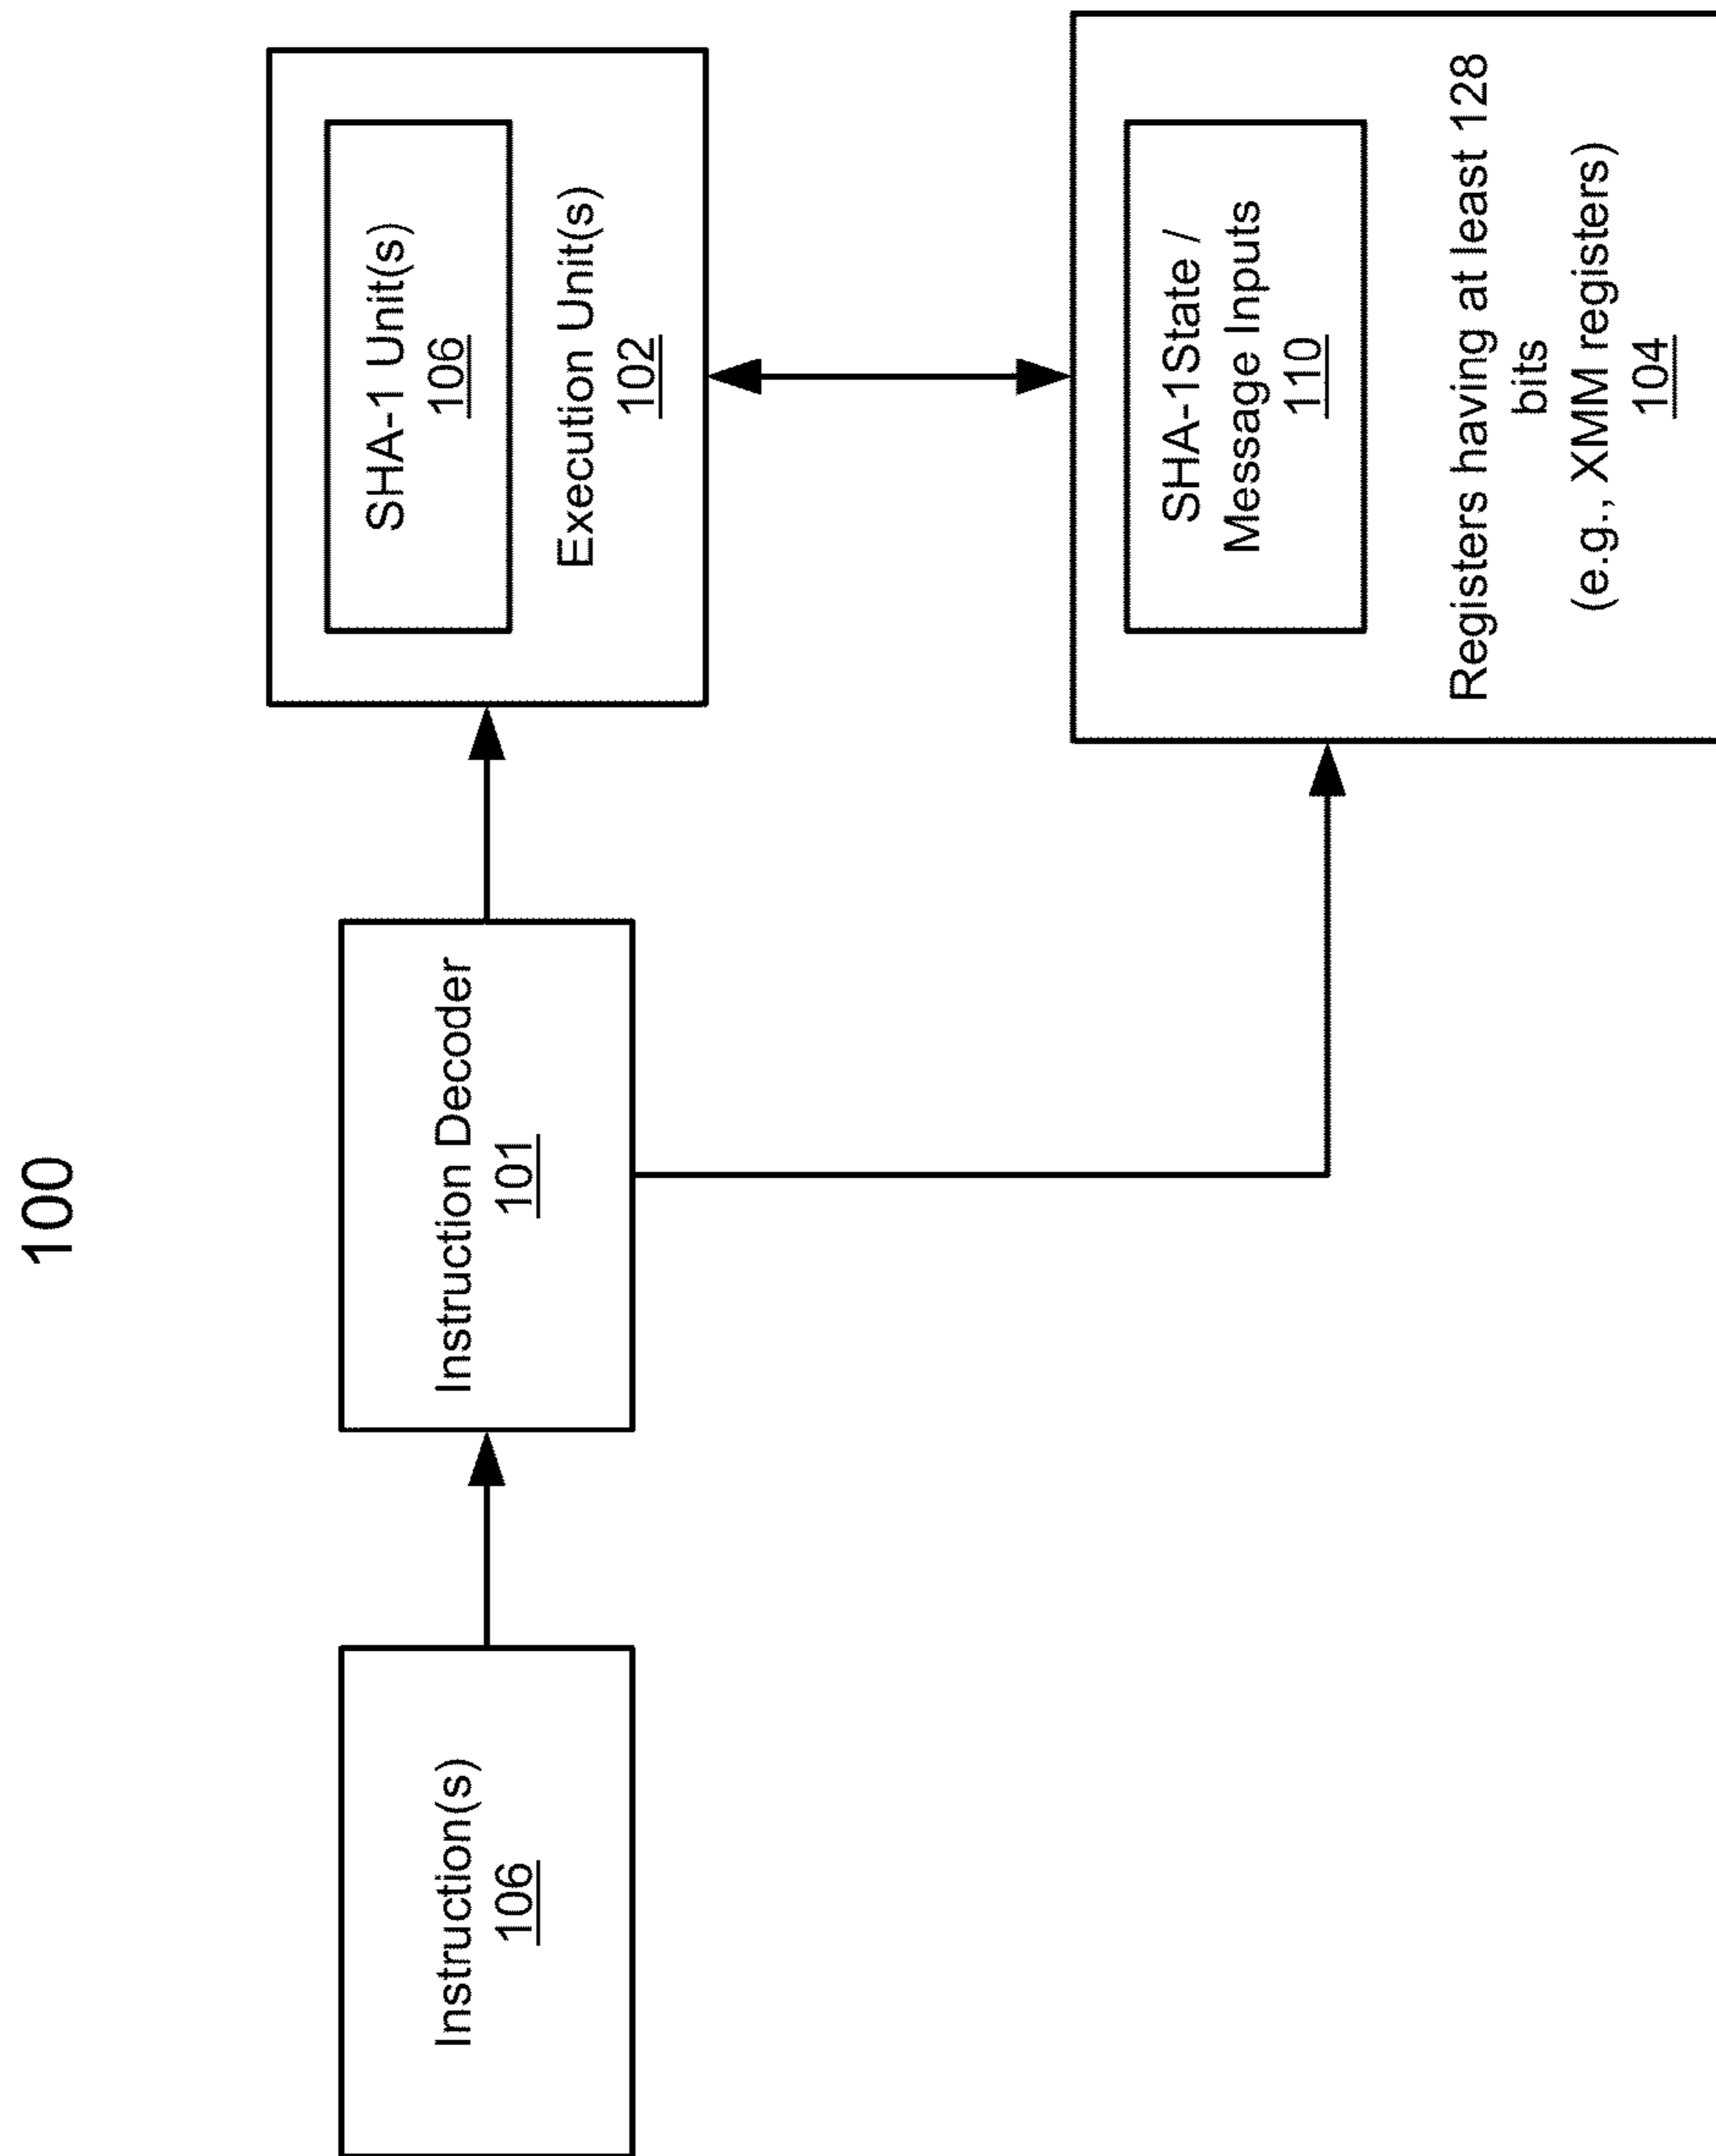 100
Instruction(s)
106
Instruction Decoder
101
SHA-1 Unit(s)
106
Execution Unit(s)
102
SHA-1State /
Message Inputs
110
Registers having at least 128
bits
(e.g., XMM registers)
104